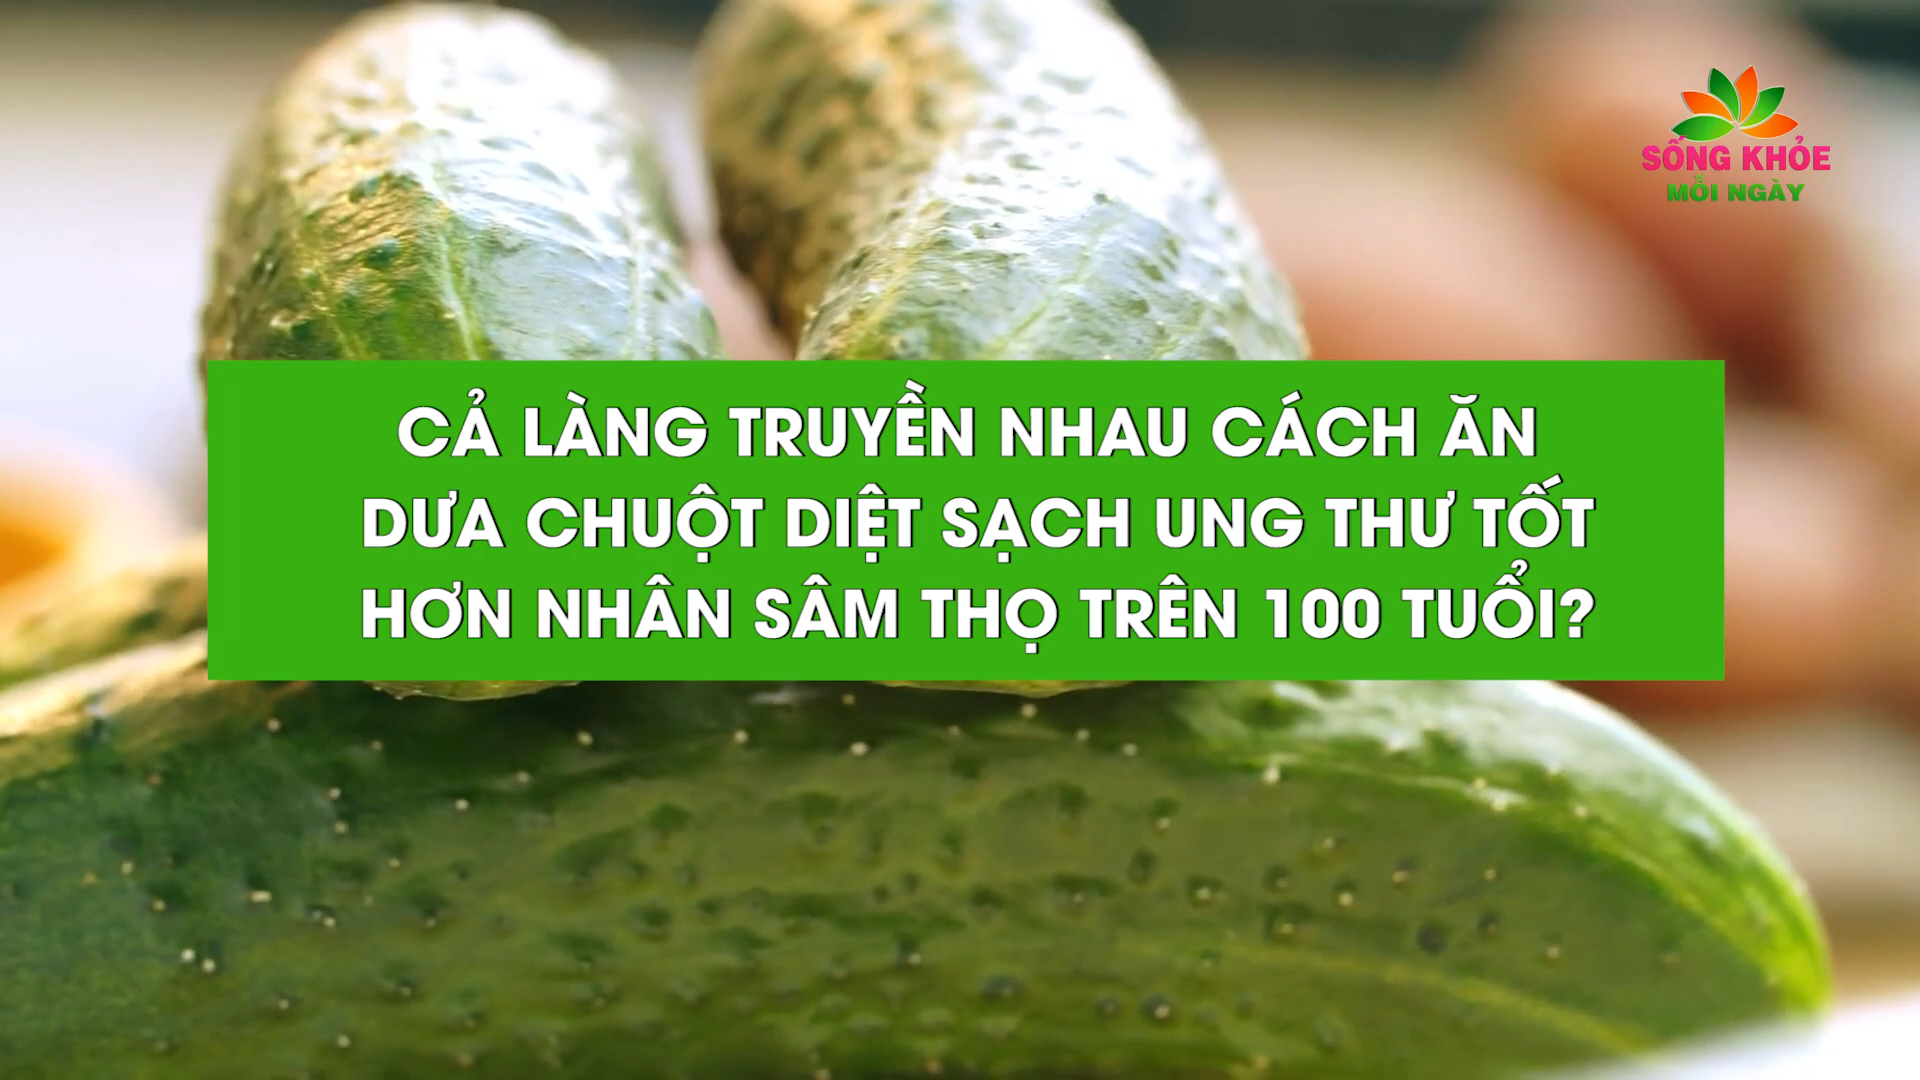 SỐNG KHỎE
MỖI NGÀY
CẢ LÀNG TRUYỀN NHAU CÁCH ĂN
DƯA CHUỘT DIỆT SẠCH UNG THƯ TỐT
HƠN NHÂN SÂM THỌ TRÊN 100 TUỔI?